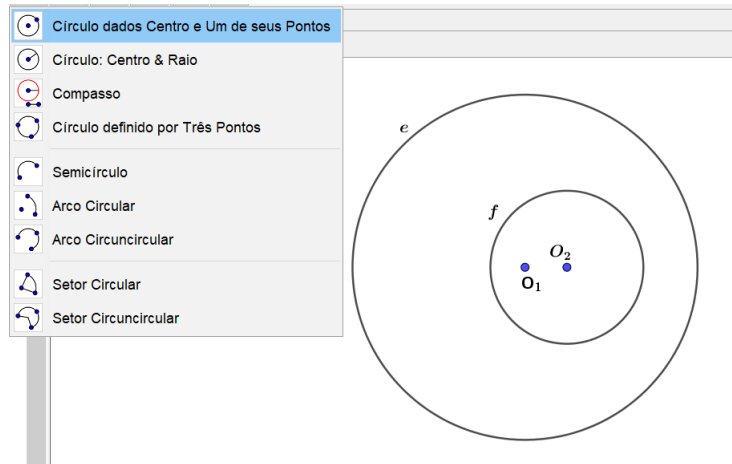 Círculo dados Centro e Um de seus Pontos
Círculo: Centro & Raio
Compasso
Círculo definido por Três Pontos
Semicírculo
Arco Circular
Arco Circuncircular
Setor Circular
Setor Circuncircular
e
f
O₂
O₁